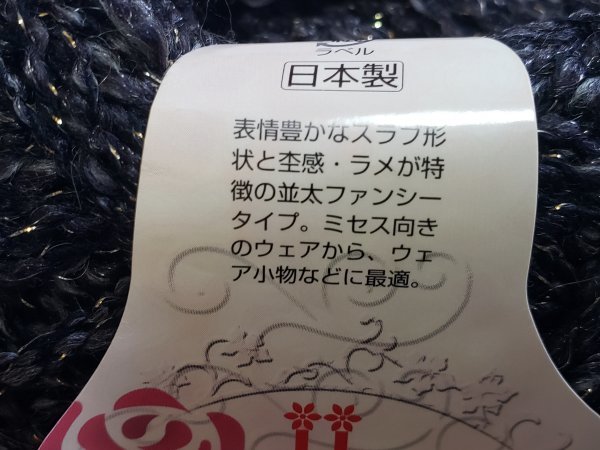 ラベル
日本製
表情豊かなスラブ形
状と杢感・ラメが特
徴の並太ファンシー
タイプ。ミセス向き
のウェアから、ウェ
ア小物などに最適。